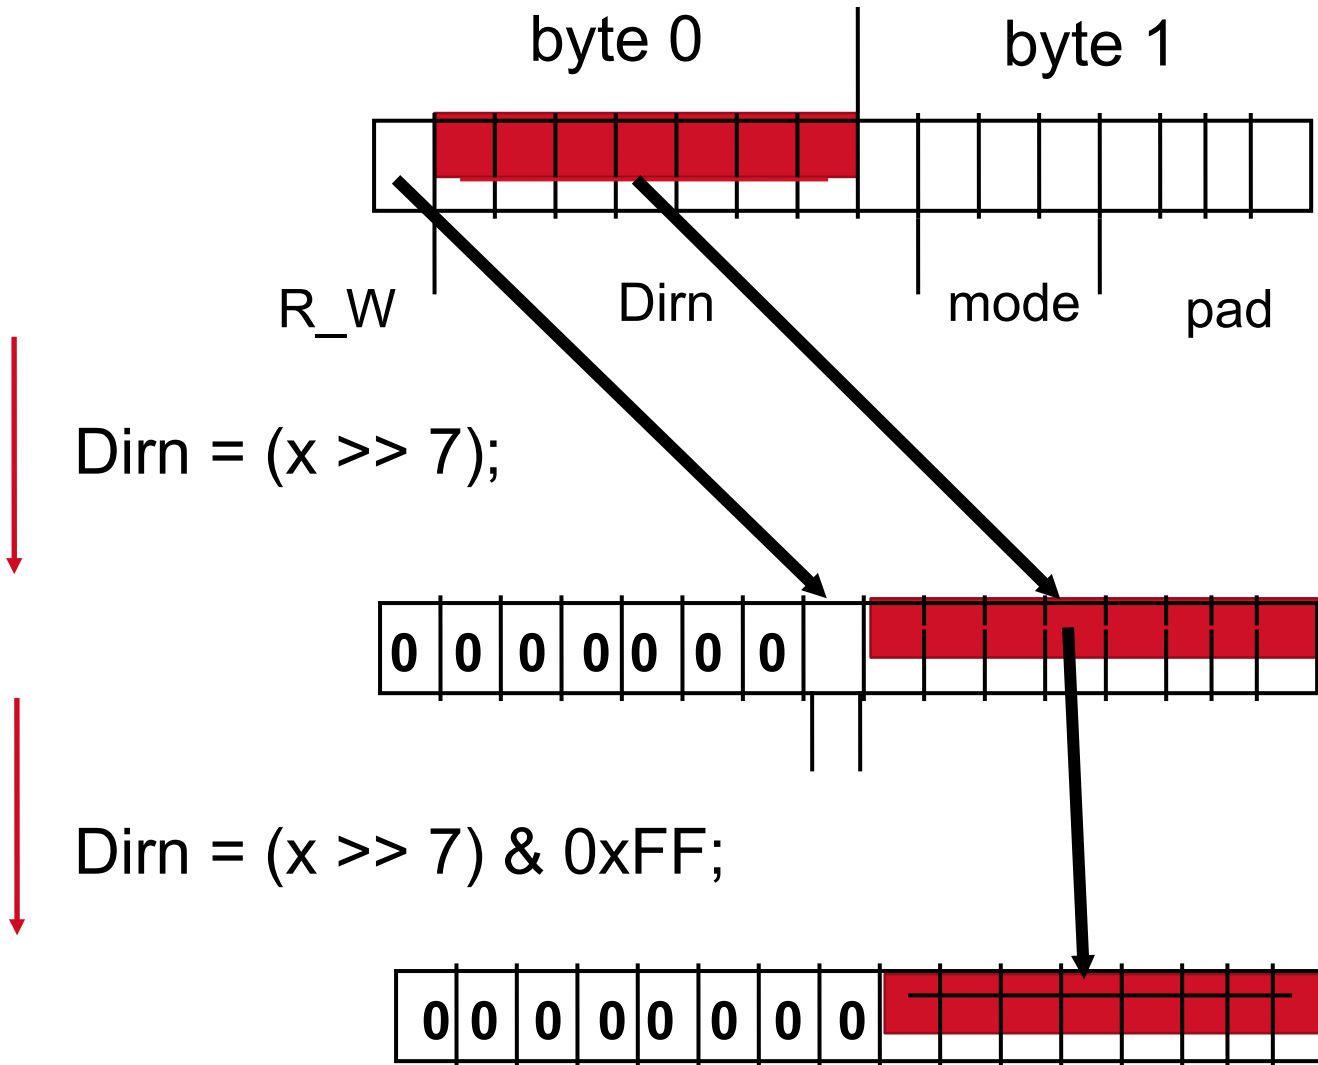 byte 0 byte 1
R_W Dirn mode pad
Dirn = (x >> 7);
0 0 0 0 0 0 0
Dirn = (x >> 7) & 0xFF;
0 0 0 0 0 0 0 0